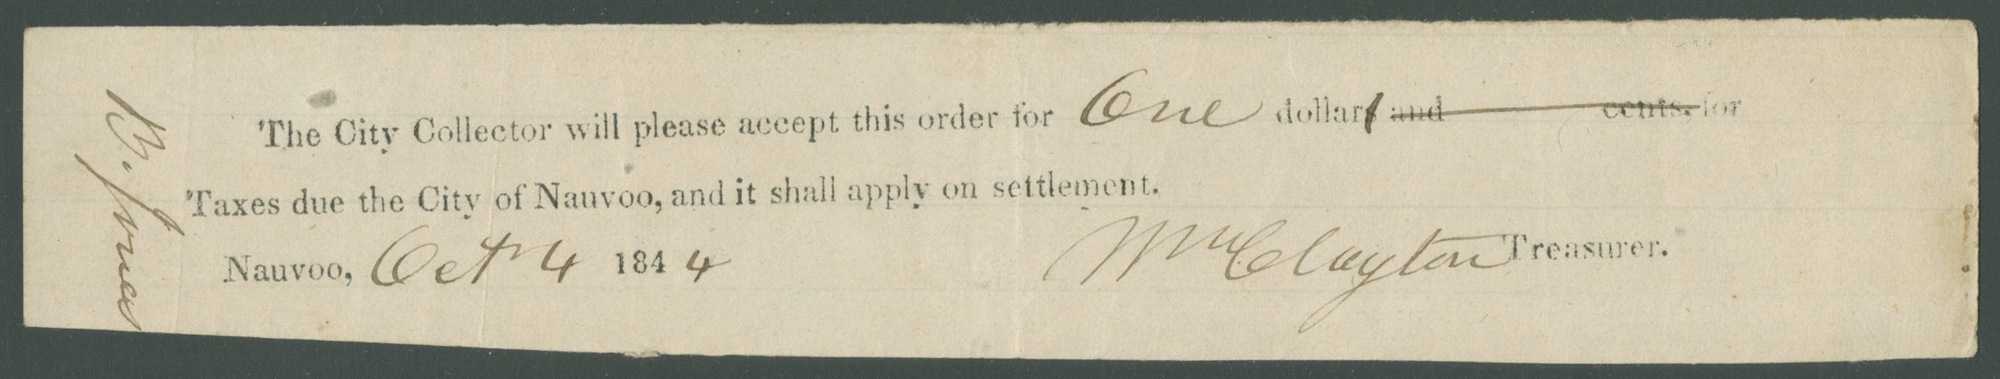 The City Collector will please accept this order for One dollars and cents, for
Taxes due the City of Nauvoo, and it shall apply on settlement.
Nauvoo, Octr 4 1844 Wm Clayton Treasurer.
B. Jones